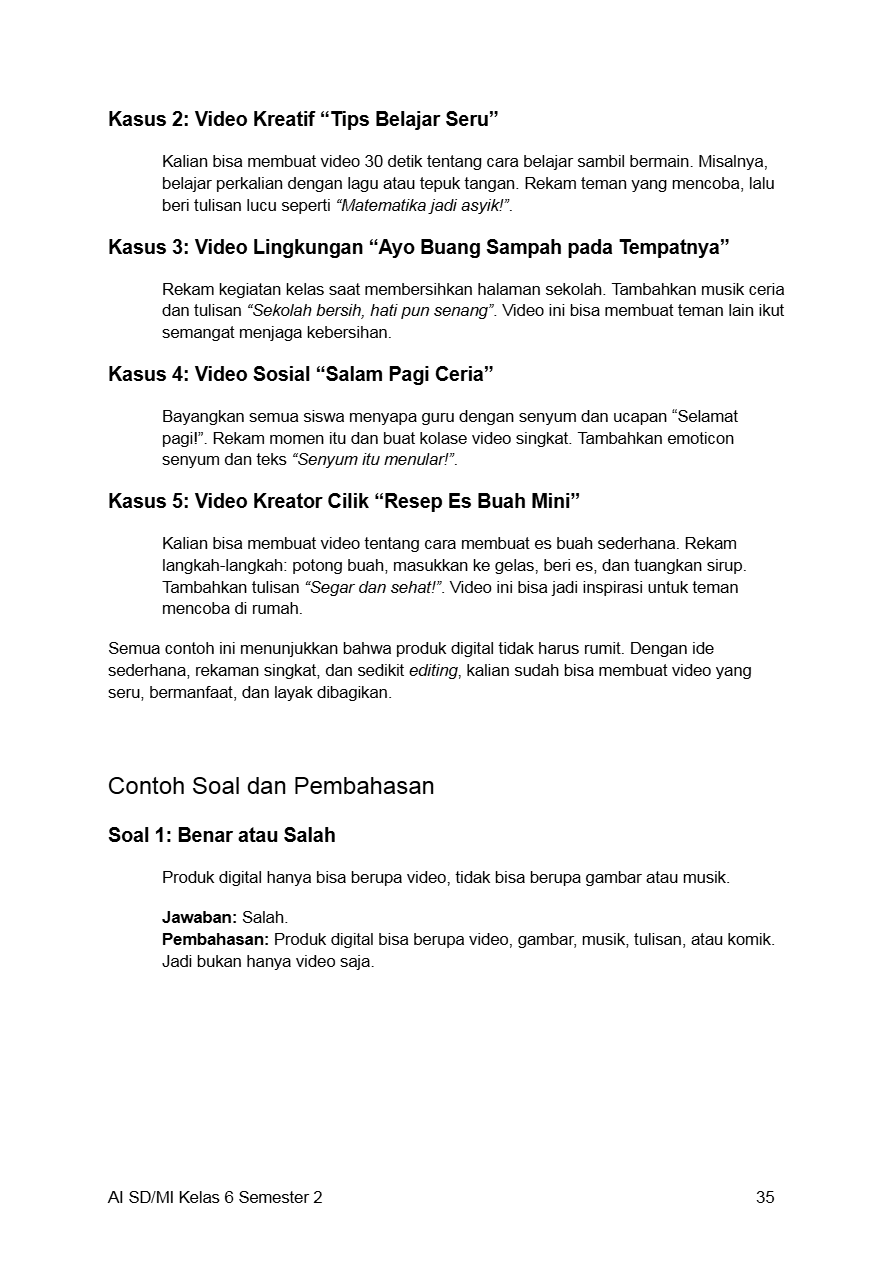 Kasus 2: Video Kreatif “Tips Belajar Seru”
Kalian bisa membuat video 30 detik tentang cara belajar sambil bermain. Misalnya,
belajar perkalian dengan lagu atau tepuk tangan. Rekam teman yang mencoba, lalu
beri tulisan lucu seperti “Matematika jadi asyik!”.
Kasus 3: Video Lingkungan “Ayo Buang Sampah pada Tempatnya”
Rekam kegiatan kelas saat membersihkan halaman sekolah. Tambahkan musik ceria
dan tulisan “Sekolah bersih, hati pun senang”. Video ini bisa membuat teman lain ikut
semangat menjaga kebersihan.
Kasus 4: Video Sosial “Salam Pagi Ceria”
Bayangkan semua siswa menyapa guru dengan senyum dan ucapan “Selamat
pagi!”. Rekam momen itu dan buat kolase video singkat. Tambahkan emoticon
senyum dan teks “Senyum itu menular!”.
Kasus 5: Video Kreator Cilik “Resep Es Buah Mini”
Kalian bisa membuat video tentang cara membuat es buah sederhana. Rekam
langkah-langkah: potong buah, masukkan ke gelas, beri es, dan tuangkan sirup.
Tambahkan tulisan “Segar dan sehat!”. Video ini bisa jadi inspirasi untuk teman
mencoba di rumah.
Semua contoh ini menunjukkan bahwa produk digital tidak harus rumit. Dengan ide
sederhana, rekaman singkat, dan sedikit editing, kalian sudah bisa membuat video yang
seru, bermanfaat, dan layak dibagikan.
Contoh Soal dan Pembahasan
Soal 1: Benar atau Salah
Produk digital hanya bisa berupa video, tidak bisa berupa gambar atau musik.
Jawaban: Salah.
Pembahasan: Produk digital bisa berupa video, gambar, musik, tulisan, atau komik.
Jadi bukan hanya video saja.
AI SD/MI Kelas 6 Semester 2 35